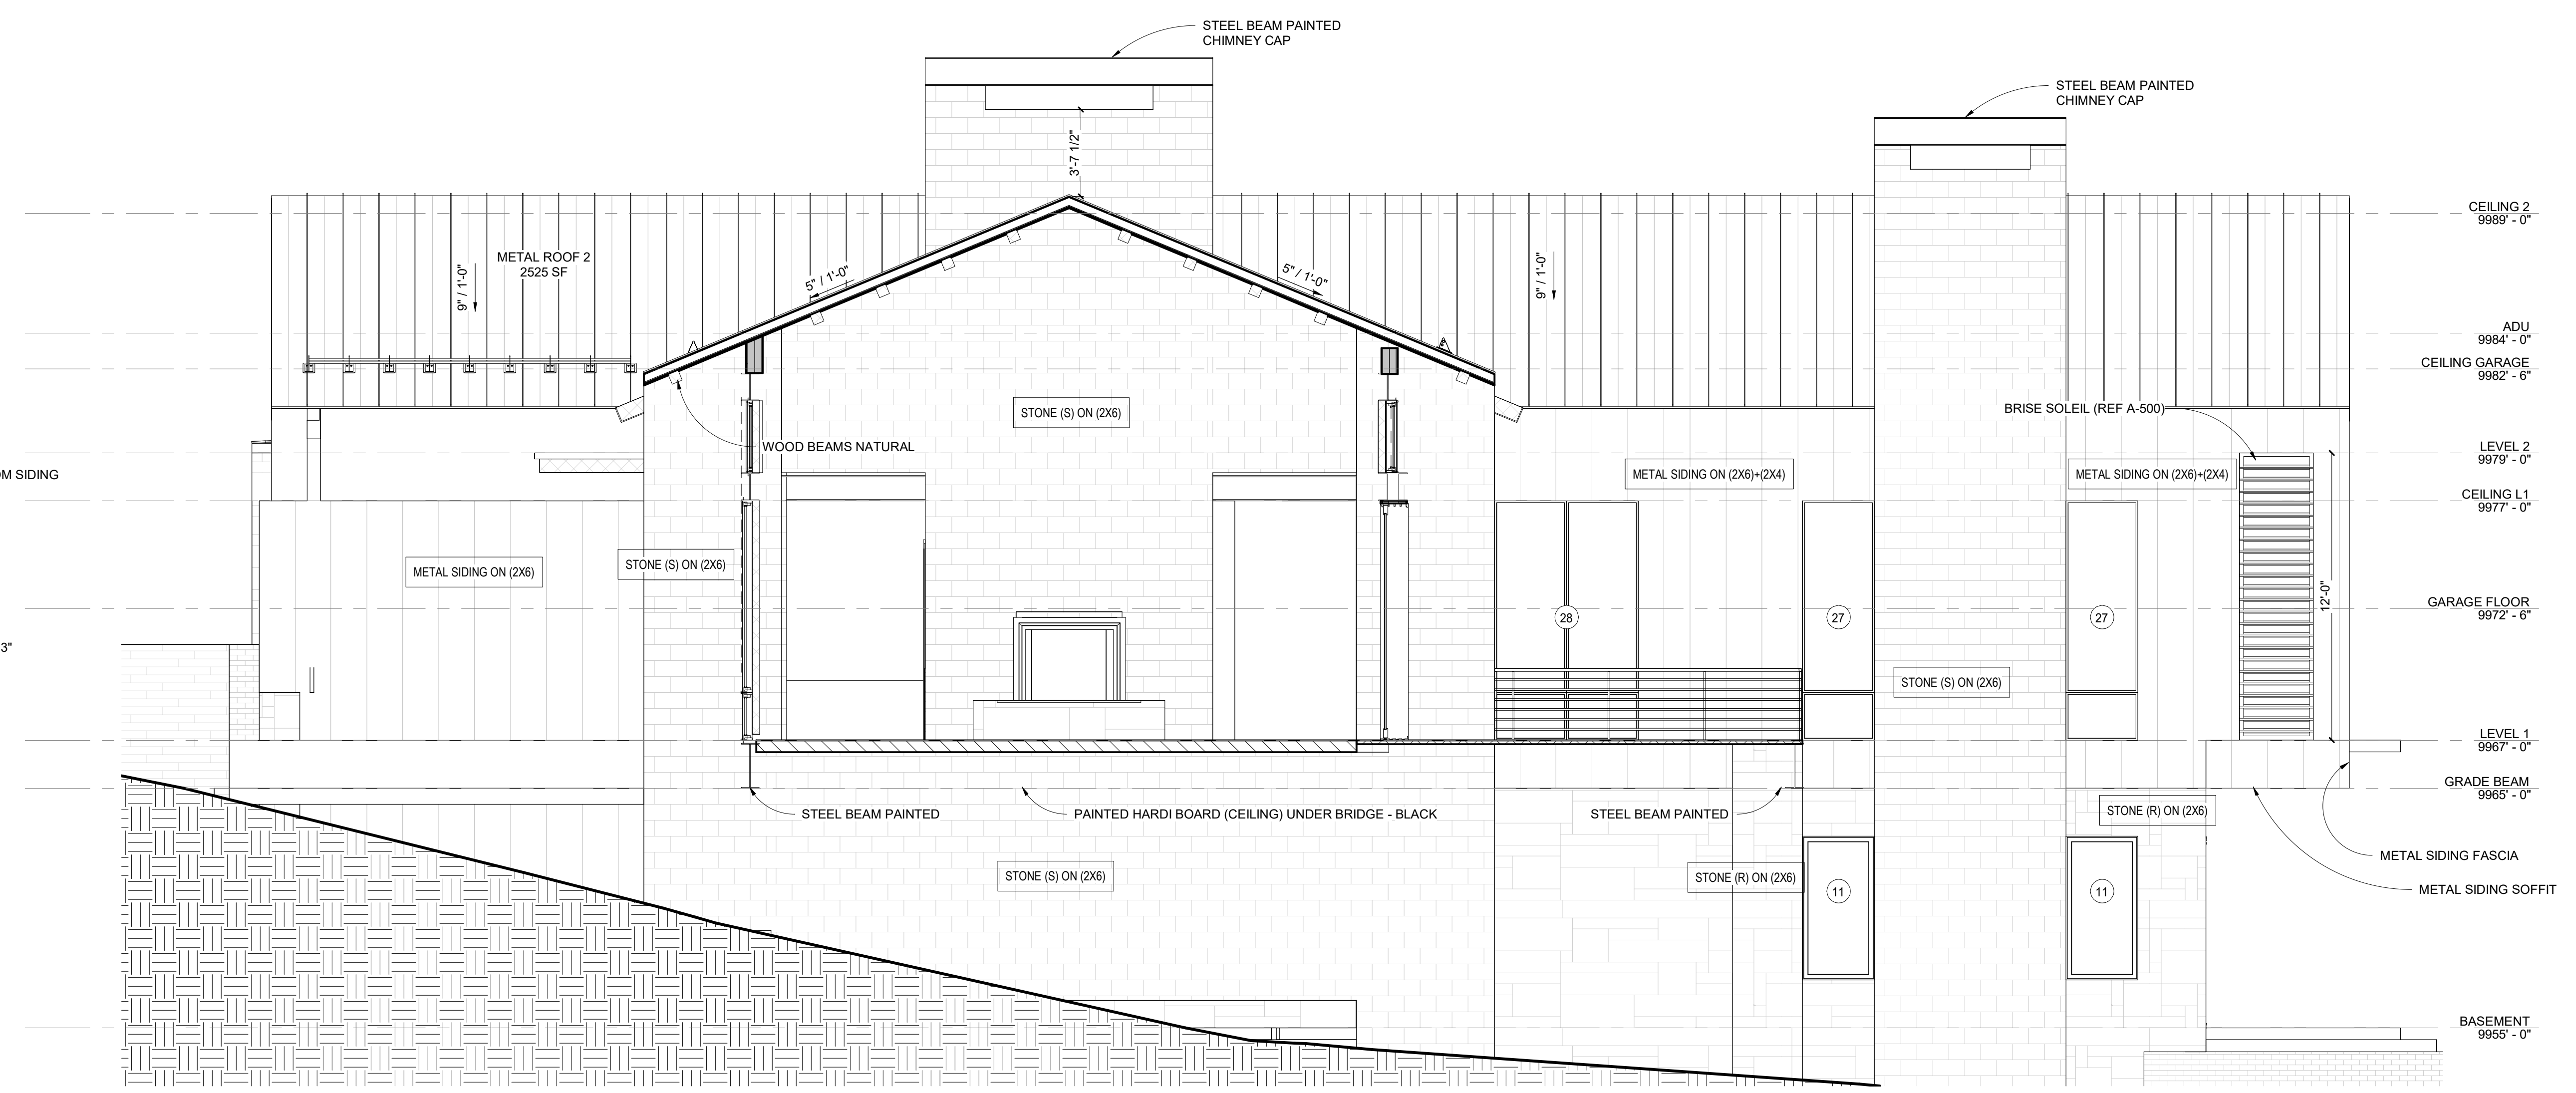 STEEL BEAM PAINTED
CHIMNEY CAP
STEEL BEAM PAINTED
CHIMNEY CAP
3'-7 1/2"
METAL ROOF 2
2525 SF
9" / 1'-0"
5" / 1'-0"
5" / 1'-0"
9" / 1'-0"
CEILING 2
9989' - 0"
ADU
9984' - 0"
CEILING GARAGE
9982' - 6"
STONE (S) ON (2X6)
BRISE SOLEIL (REF A-500)
WOOD BEAMS NATURAL
LEVEL 2
9979' - 0"
OM SIDING
METAL SIDING ON (2X6)+(2X4)
METAL SIDING ON (2X6)+(2X4)
CEILING L1
9977' - 0"
STONE (S) ON (2X6)
METAL SIDING ON (2X6)
12'-0"
GARAGE FLOOR
9972' - 6"
28
27
27
3"
STONE (S) ON (2X6)
LEVEL 1
9967' - 0"
GRADE BEAM
9965' - 0"
STEEL BEAM PAINTED
PAINTED HARDI BOARD (CEILING) UNDER BRIDGE - BLACK
STEEL BEAM PAINTED
STONE (R) ON (2X6)
METAL SIDING FASCIA
STONE (S) ON (2X6)
STONE (R) ON (2X6)
11
11
METAL SIDING SOFFIT
BASEMENT
9955' - 0"